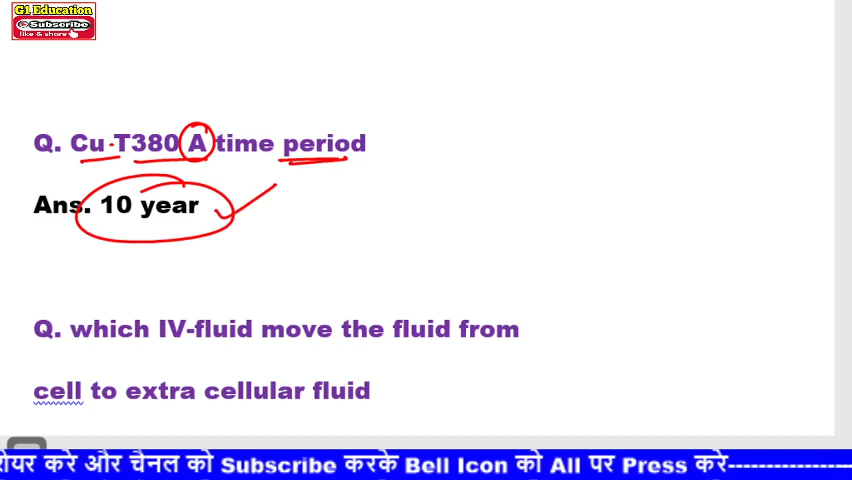 G1 Education
Subscribe
like & share
Q. Cu T380 A time period
Ans. 10 year
Q. which IV-fluid move the fluid from
cell to extra cellular fluid
शेयर करे और चैनल को Subscribe करके Bell Icon को All पर Press करे-----------------